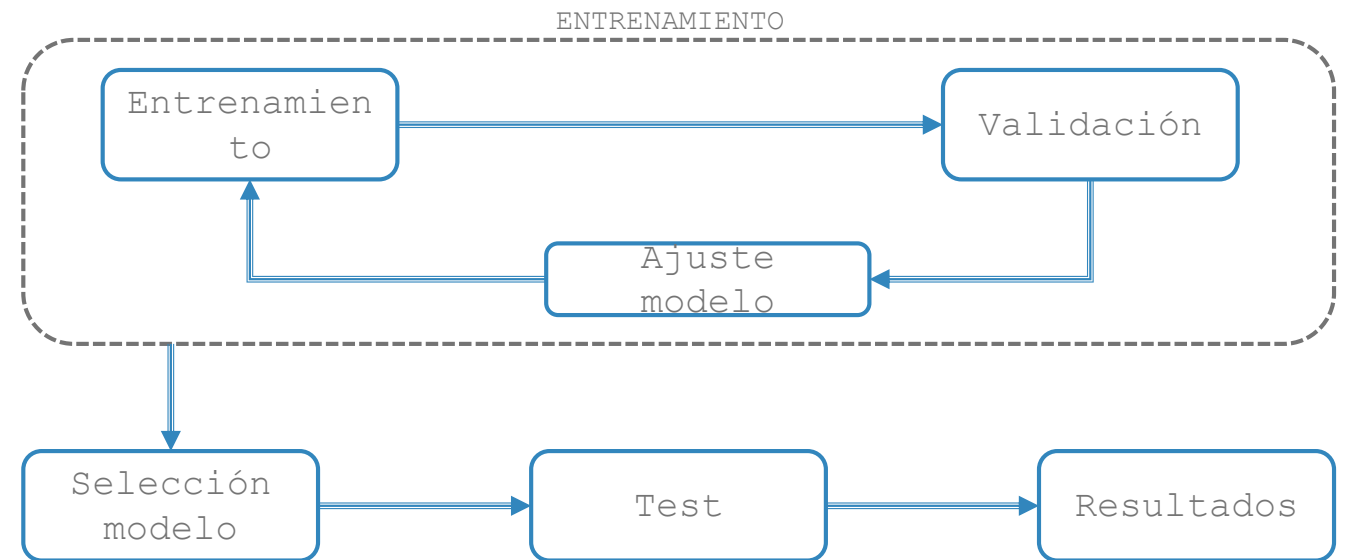 ENTRENAMIENTO
Entrenamien
to
Validación
Ajuste
modelo
Selección
modelo
Test
Resultados